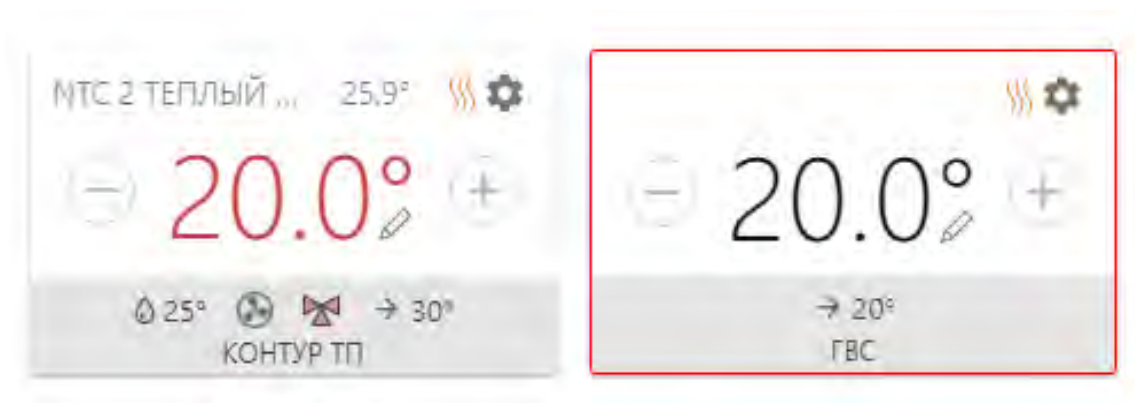 МТС 2 ТЕПЛЫЙ ... 25.9°
20.0°
25° → 30°
КОНТУР ТП
20.0°
→ 20°
ГВС